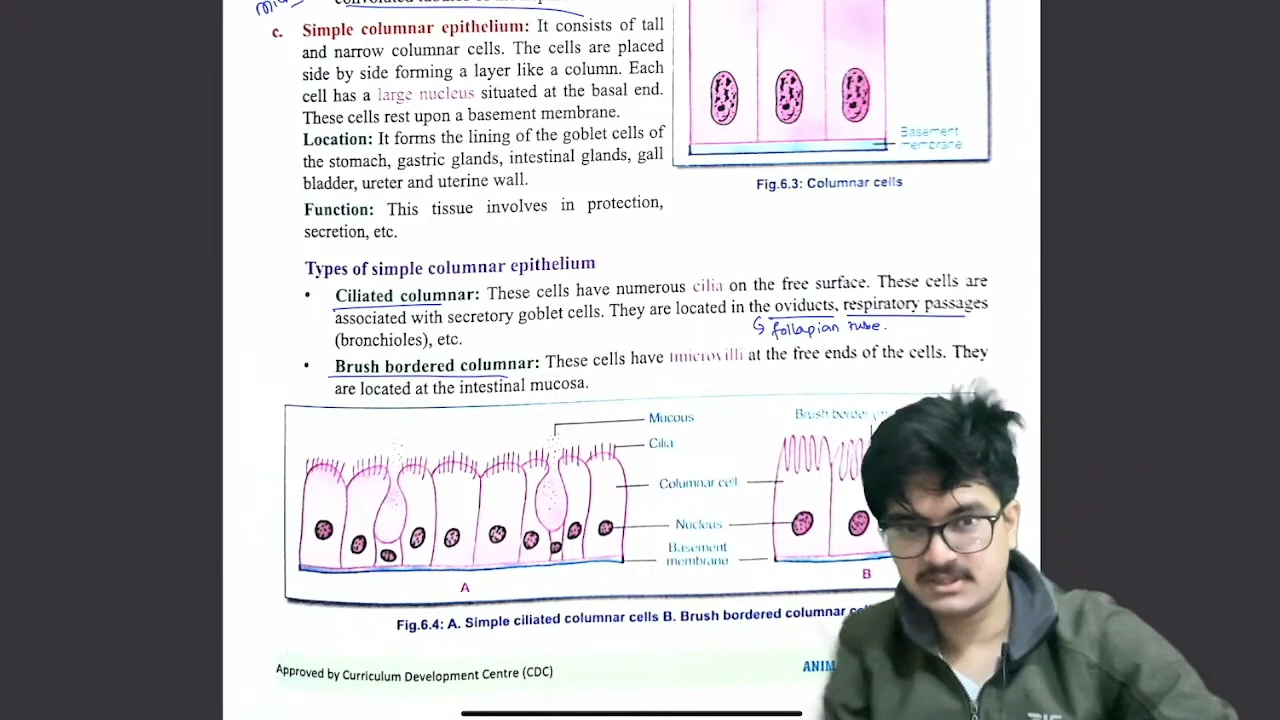 convoluted tubules of
c. Simple columnar epithelium: It consists of tall
and narrow columnar cells. The cells are placed
side by side forming a layer like a column. Each
cell has a large nucleus situated at the basal end.
These cells rest upon a basement membrane.
Location: It forms the lining of the goblet cells of
the stomach, gastric glands, intestinal glands, gall
bladder, ureter and uterine wall.
Function: This tissue involves in protection,
secretion, etc.
Basement
membrane
Fig.6.3: Columnar cells
Types of simple columnar epithelium
• Ciliated columnar: These cells have numerous cilia on the free surface. These cells are
associated with secretory goblet cells. They are located in the oviducts, respiratory passages
↳ follapian tube.
(bronchioles), etc.
• Brush bordered columnar: These cells have microvilli at the free ends of the cells. They
are located at the intestinal mucosa.
Mucous
Cilia
Columnar cell
Nucleus
Basement
membrane
Brush border
A
B
Fig.6.4: A. Simple ciliated columnar cells B. Brush bordered columnar
Approved by Curriculum Development Centre (CDC)
ANIM